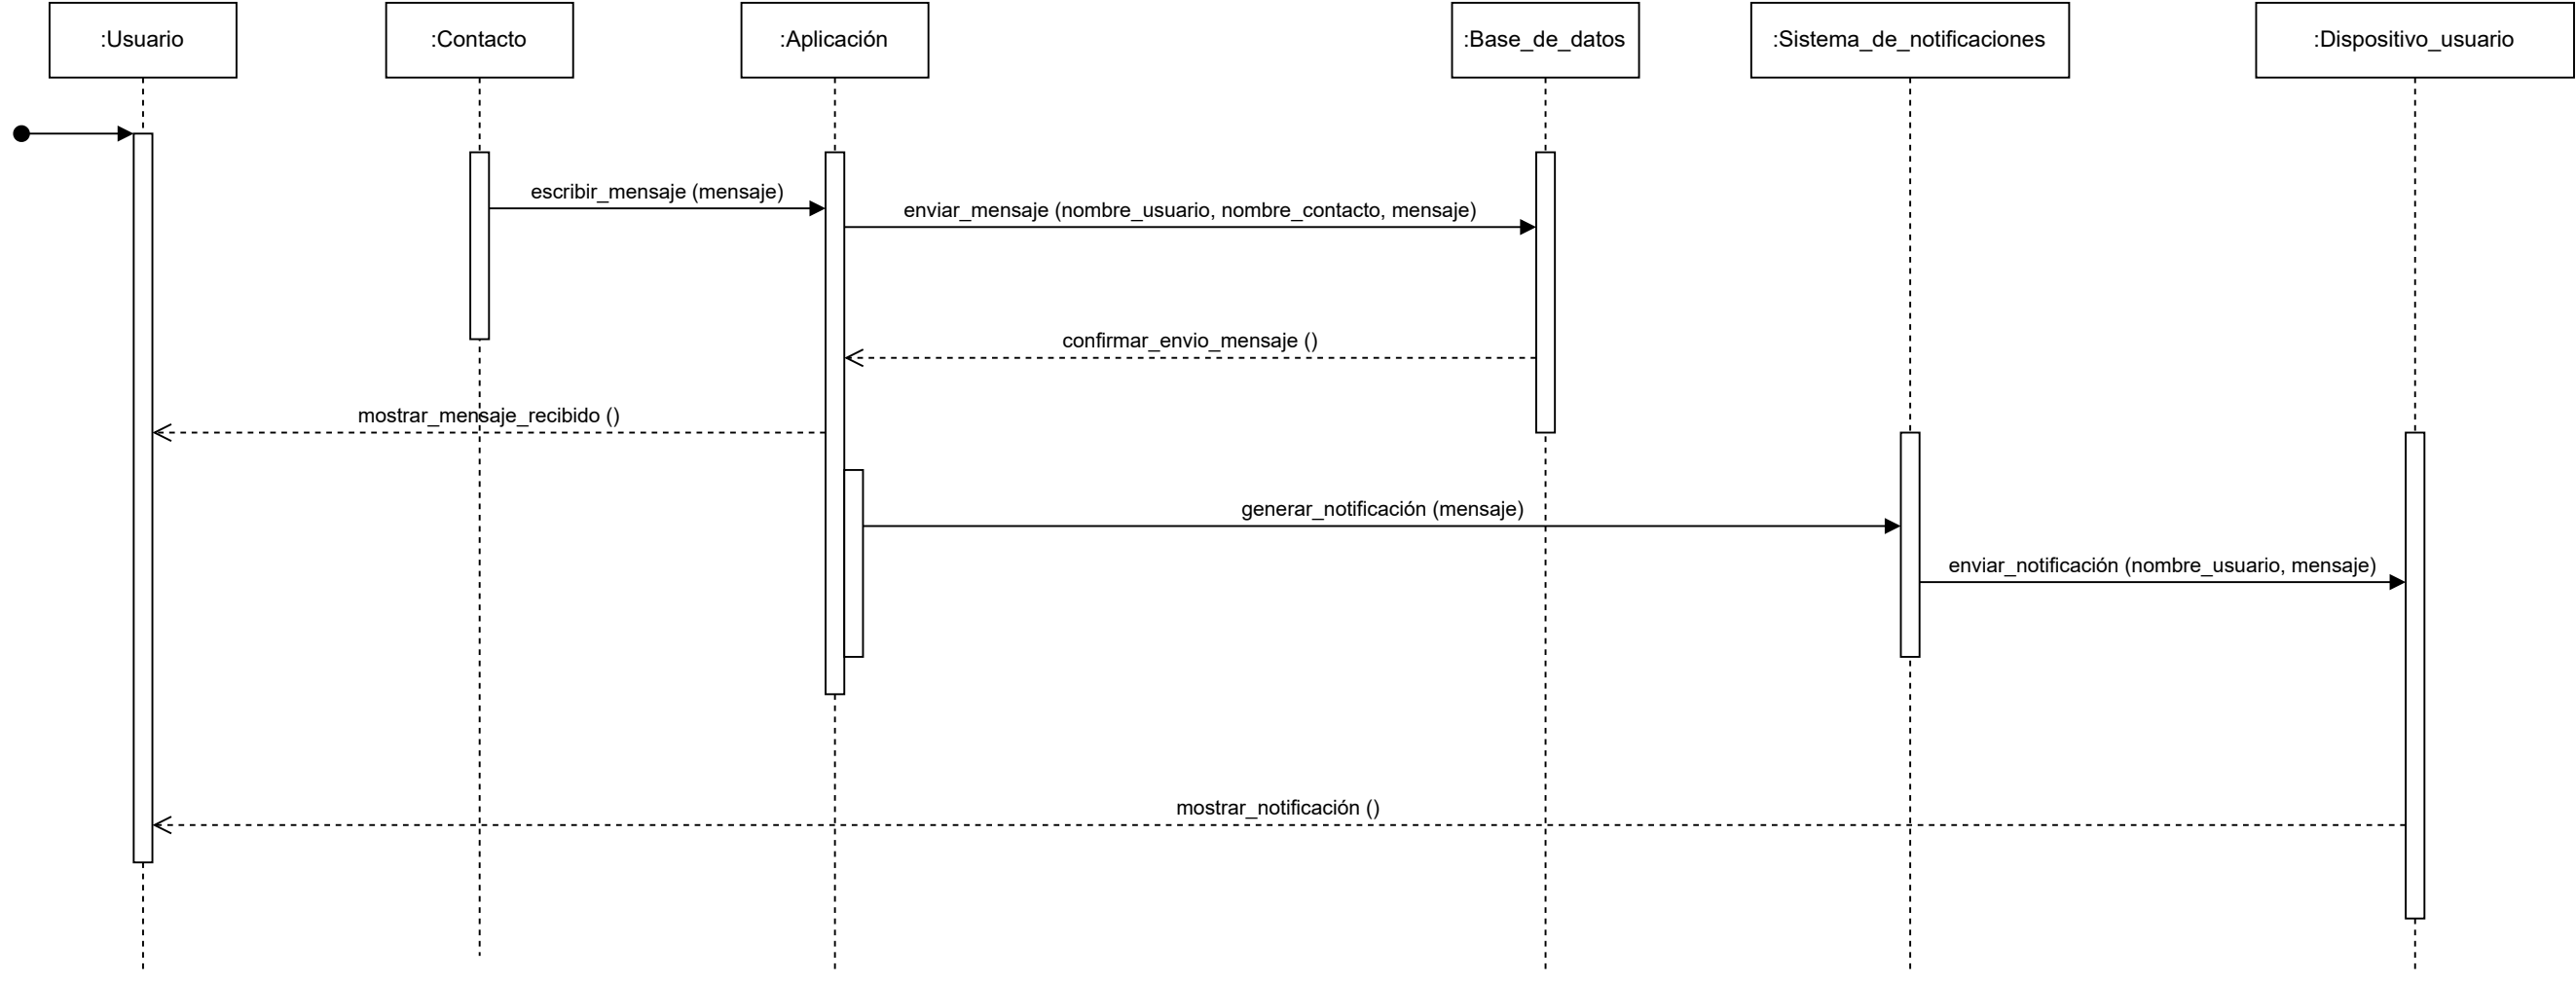 :Usuario
:Contacto
:Aplicación
:Base_de_datos
:Sistema_de_notificaciones
:Dispositivo_usuario
escribir_mensaje (mensaje)
enviar_mensaje (nombre_usuario, nombre_contacto, mensaje)
confirmar_envio_mensaje ()
mostrar_mensaje_recibido ()
generar_notificación (mensaje)
enviar_notificación (nombre_usuario, mensaje)
mostrar_notificación ()